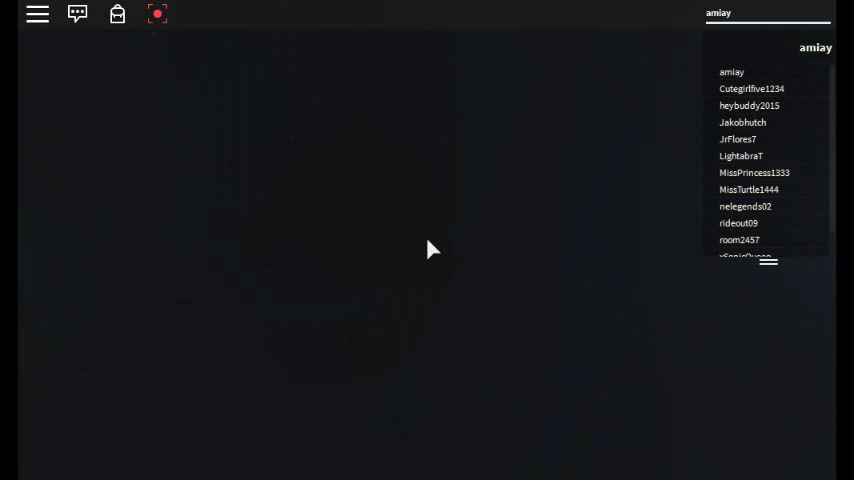 amiay
amiay
amiay
Cutegirlfive1234
heybuddy2015
Jakobhutch
JrFlores7
LightabraT
MissPrincess1333
MissTurtle1444
nelegends02
rideout09
room2457